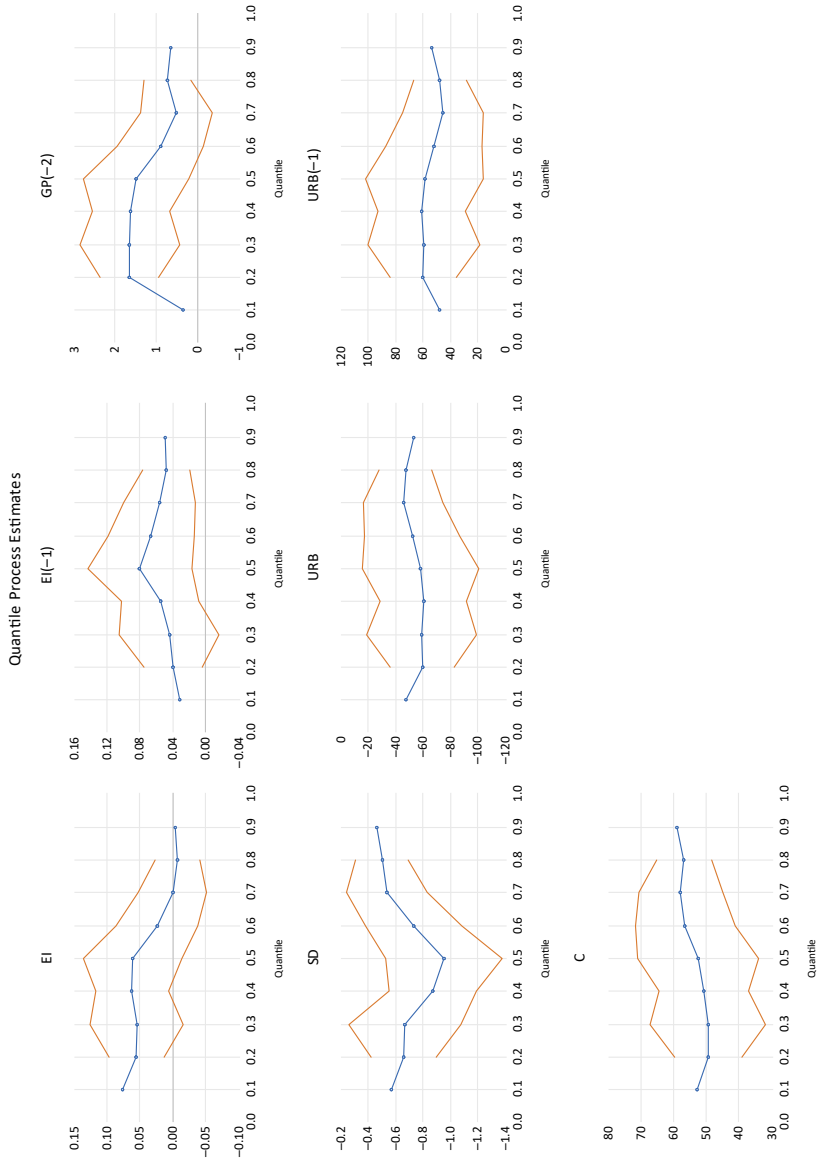 Quantile Process Estimates
EI
0.15
0.10
0.05
0.00
−0.05
−0.10
0.0 0.1 0.2 0.3 0.4 0.5 0.6 0.7 0.8 0.9 1.0
Quantile
EI(−1)
0.16
0.12
0.08
0.04
0.00
−0.04
0.0 0.1 0.2 0.3 0.4 0.5 0.6 0.7 0.8 0.9 1.0
Quantile
GP(−2)
3
2
1
0
−1
0.0 0.1 0.2 0.3 0.4 0.5 0.6 0.7 0.8 0.9 1.0
Quantile
SD
−0.2
−0.4
−0.6
−0.8
−1.0
−1.2
−1.4
0.0 0.1 0.2 0.3 0.4 0.5 0.6 0.7 0.8 0.9 1.0
Quantile
URB
0
−20
−40
−60
−80
−100
−120
0.0 0.1 0.2 0.3 0.4 0.5 0.6 0.7 0.8 0.9 1.0
Quantile
URB(−1)
120
100
80
60
40
20
0
0.0 0.1 0.2 0.3 0.4 0.5 0.6 0.7 0.8 0.9 1.0
Quantile
C
80
70
60
50
40
30
0.0 0.1 0.2 0.3 0.4 0.5 0.6 0.7 0.8 0.9 1.0
Quantile